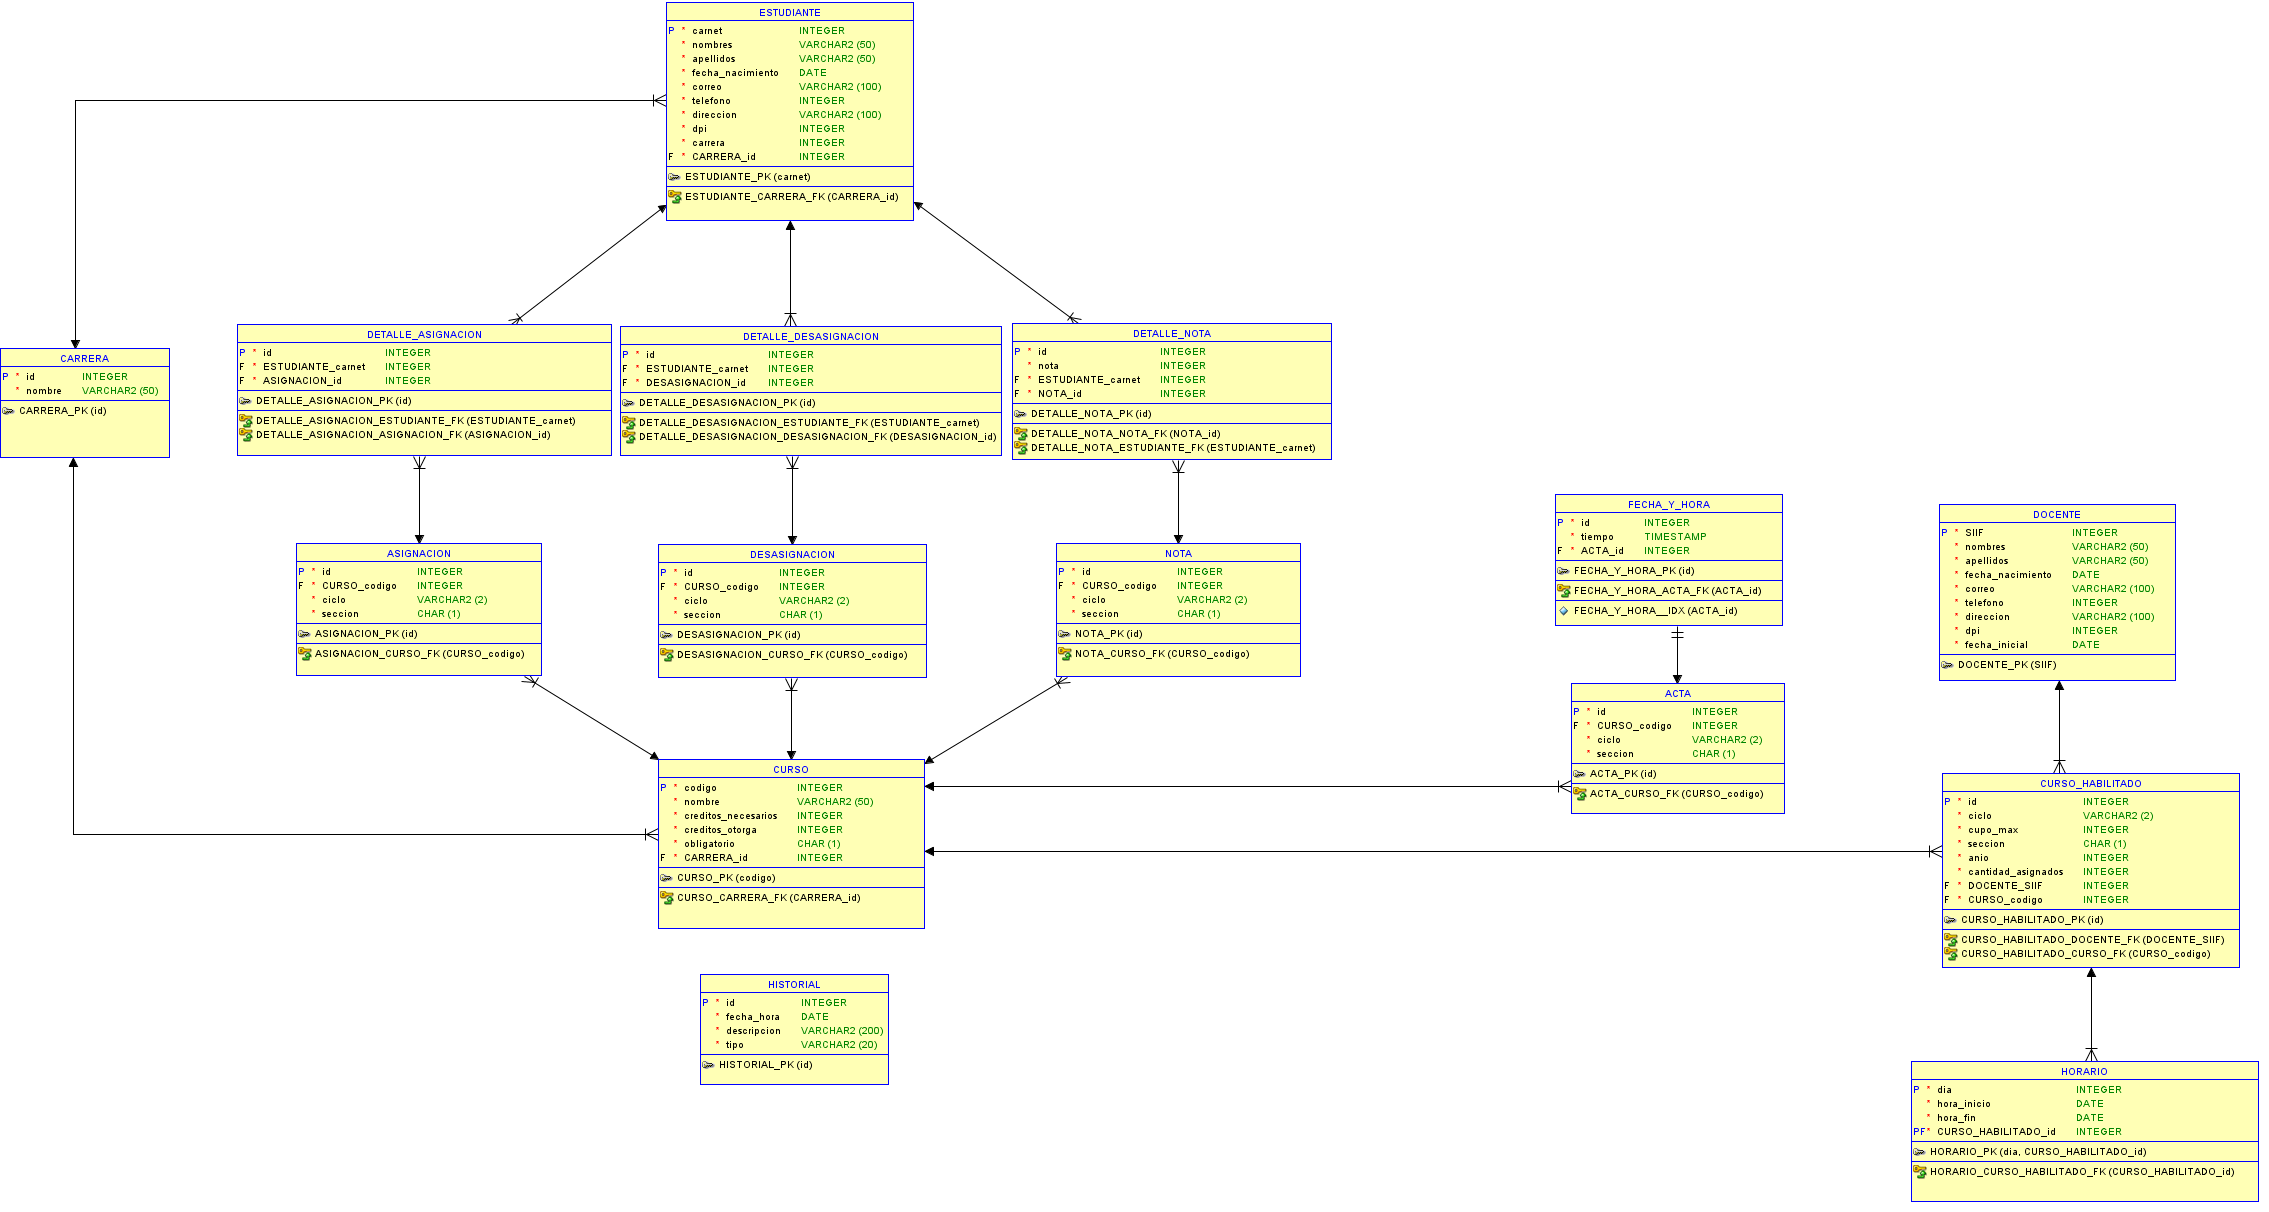 ESTUDIANTE
P * carnet INTEGER
* nombres VARCHAR2 (50)
* apellidos VARCHAR2 (50)
* fecha_nacimiento DATE
* correo VARCHAR2 (100)
* telefono INTEGER
* direccion VARCHAR2 (100)
* dpi INTEGER
* carrera INTEGER
F * CARRERA_id INTEGER
ESTUDIANTE_PK (carnet)
ESTUDIANTE_CARRERA_FK (CARRERA_id)
CARRERA
P * id INTEGER
* nombre VARCHAR2 (50)
CARRERA_PK (id)
DETALLE_ASIGNACION
P * id INTEGER
F * ESTUDIANTE_carnet INTEGER
F * ASIGNACION_id INTEGER
DETALLE_ASIGNACION_PK (id)
DETALLE_ASIGNACION_ESTUDIANTE_FK (ESTUDIANTE_carnet)
DETALLE_ASIGNACION_ASIGNACION_FK (ASIGNACION_id)
DETALLE_DESASIGNACION
P * id INTEGER
F * ESTUDIANTE_carnet INTEGER
F * DESASIGNACION_id INTEGER
DETALLE_DESASIGNACION_PK (id)
DETALLE_DESASIGNACION_ESTUDIANTE_FK (ESTUDIANTE_carnet)
DETALLE_DESASIGNACION_DESASIGNACION_FK (DESASIGNACION_id)
DETALLE_NOTA
P * id INTEGER
* nota INTEGER
F * ESTUDIANTE_carnet INTEGER
F * NOTA_id INTEGER
DETALLE_NOTA_PK (id)
DETALLE_NOTA_NOTA_FK (NOTA_id)
DETALLE_NOTA_ESTUDIANTE_FK (ESTUDIANTE_carnet)
ASIGNACION
P * id INTEGER
F * CURSO_codigo INTEGER
* ciclo VARCHAR2 (2)
* seccion CHAR (1)
ASIGNACION_PK (id)
ASIGNACION_CURSO_FK (CURSO_codigo)
DESASIGNACION
P * id INTEGER
F * CURSO_codigo INTEGER
* ciclo VARCHAR2 (2)
* seccion CHAR (1)
DESASIGNACION_PK (id)
DESASIGNACION_CURSO_FK (CURSO_codigo)
NOTA
P * id INTEGER
F * CURSO_codigo INTEGER
* ciclo VARCHAR2 (2)
* seccion CHAR (1)
NOTA_PK (id)
NOTA_CURSO_FK (CURSO_codigo)
FECHA_Y_HORA
P * id INTEGER
* tiempo TIMESTAMP
F * ACTA_id INTEGER
FECHA_Y_HORA_PK (id)
FECHA_Y_HORA_ACTA_FK (ACTA_id)
FECHA_Y_HORA__IDX (ACTA_id)
DOCENTE
P * SIIF INTEGER
* nombres VARCHAR2 (50)
* apellidos VARCHAR2 (50)
* fecha_nacimiento DATE
* correo VARCHAR2 (100)
* telefono INTEGER
* direccion VARCHAR2 (100)
* dpi INTEGER
* fecha_inicial DATE
DOCENTE_PK (SIIF)
ACTA
P * id INTEGER
F * CURSO_codigo INTEGER
* ciclo VARCHAR2 (2)
* seccion CHAR (1)
ACTA_PK (id)
ACTA_CURSO_FK (CURSO_codigo)
CURSO
P * codigo INTEGER
* nombre VARCHAR2 (50)
* creditos_necesarios INTEGER
* creditos_otorga INTEGER
* obligatorio CHAR (1)
F * CARRERA_id INTEGER
CURSO_PK (codigo)
CURSO_CARRERA_FK (CARRERA_id)
CURSO_HABILITADO
P * id INTEGER
* ciclo VARCHAR2 (2)
* cupo_max INTEGER
* seccion CHAR (1)
* anio INTEGER
* cantidad_asignados INTEGER
F * DOCENTE_SIIF INTEGER
F * CURSO_codigo INTEGER
CURSO_HABILITADO_PK (id)
CURSO_HABILITADO_DOCENTE_FK (DOCENTE_SIIF)
CURSO_HABILITADO_CURSO_FK (CURSO_codigo)
HISTORIAL
P * id INTEGER
* fecha_hora DATE
* descripcion VARCHAR2 (200)
* tipo VARCHAR2 (20)
HISTORIAL_PK (id)
HORARIO
P * dia INTEGER
* hora_inicio DATE
* hora_fin DATE
PF* CURSO_HABILITADO_id INTEGER
HORARIO_PK (dia, CURSO_HABILITADO_id)
HORARIO_CURSO_HABILITADO_FK (CURSO_HABILITADO_id)